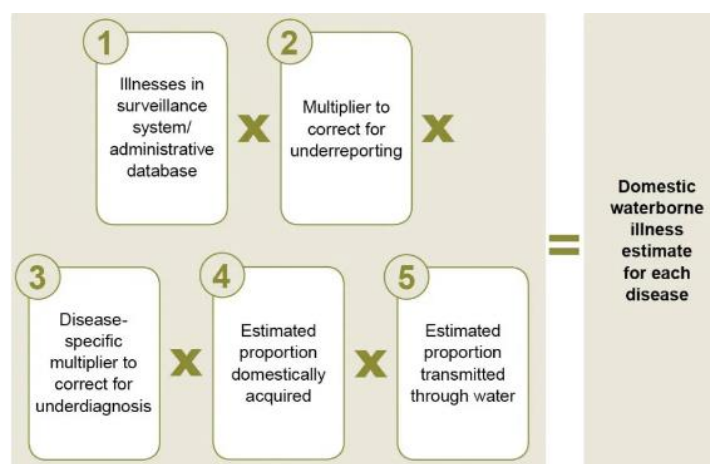 1
Illnesses in
surveillance
system/
administrative
database
x
2
Multiplier to
correct for
underreporting
x
3
Disease-
specific
multiplier to
correct for
underdiagnosis
x
4
Estimated
proportion
domestically
acquired
x
5
Estimated
proportion
transmitted
through water
=
Domestic
waterborne
illness
estimate
for each
disease